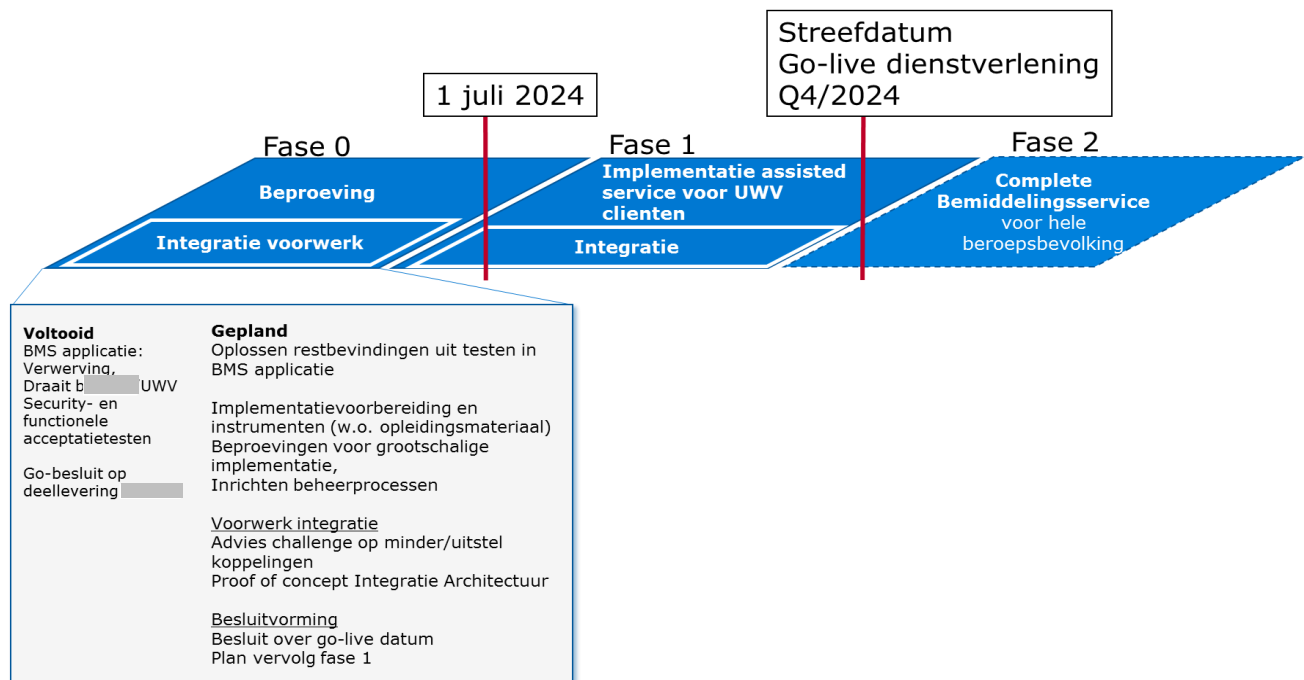 Streefdatum
Go-live dienstverlening
Q4/2024
1 juli 2024
Fase 0
Fase 1
Fase 2
Beproeving
Integratie voorwerk
Implementatie assisted
service voor UWV
clienten
Integratie
Complete
Bemiddelingsservice
voor hele
beroepsbevolking
Voltooid
BMS applicatie:
Verwerving,
Draait b UWV
Security- en
functionele
acceptatietesten
Go-besluit op
deellevering
Gepland
Oplossen restbevindingen uit testen in
BMS applicatie
Implementatievoorbereiding en
instrumenten (w.o. opleidingsmateriaal)
Beproevingen voor grootschalige
implementatie,
Inrichten beheerprocessen
Voorwerk integratie
Advies challenge op minder/uitstel
koppelingen
Proof of concept Integratie Architectuur
Besluitvorming
Besluit over go-live datum
Plan vervolg fase 1